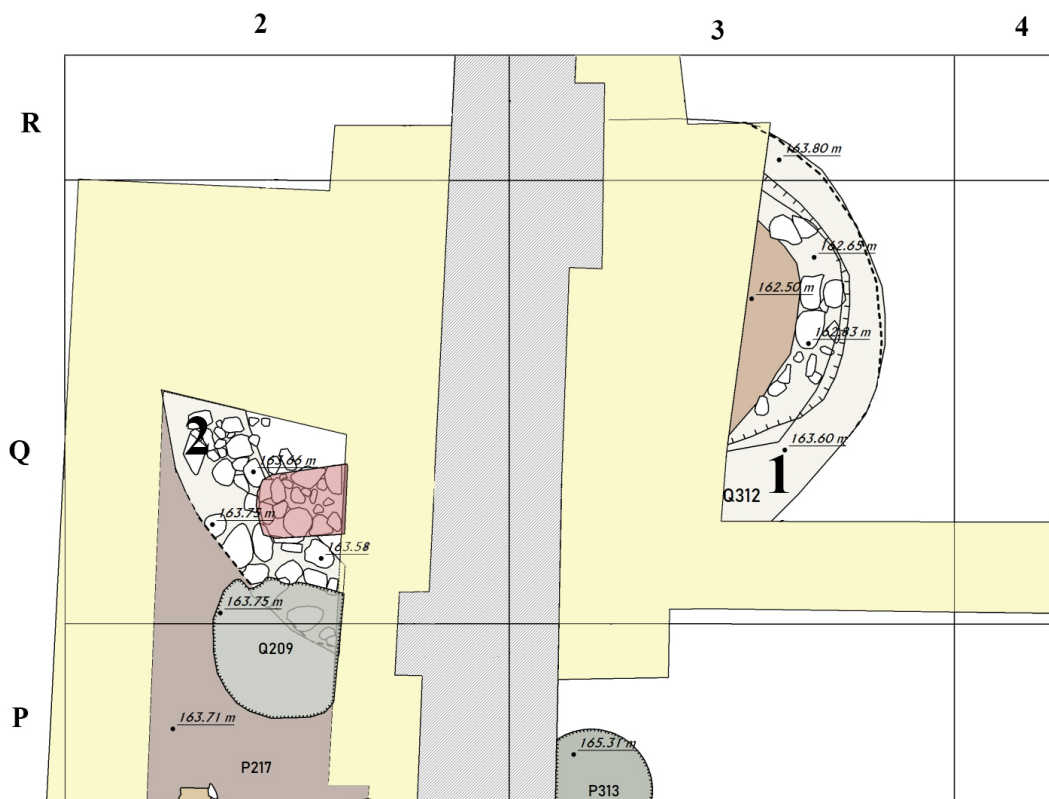 2 3 4
R
163.80 m
162.65 m
162.50 m
162.83 m
Q
2
163.66 m
163.60 m
1
Q312
163.75 m
163.58
163.75 m
Q209
P
163.71 m
165.31 m
P217
P313